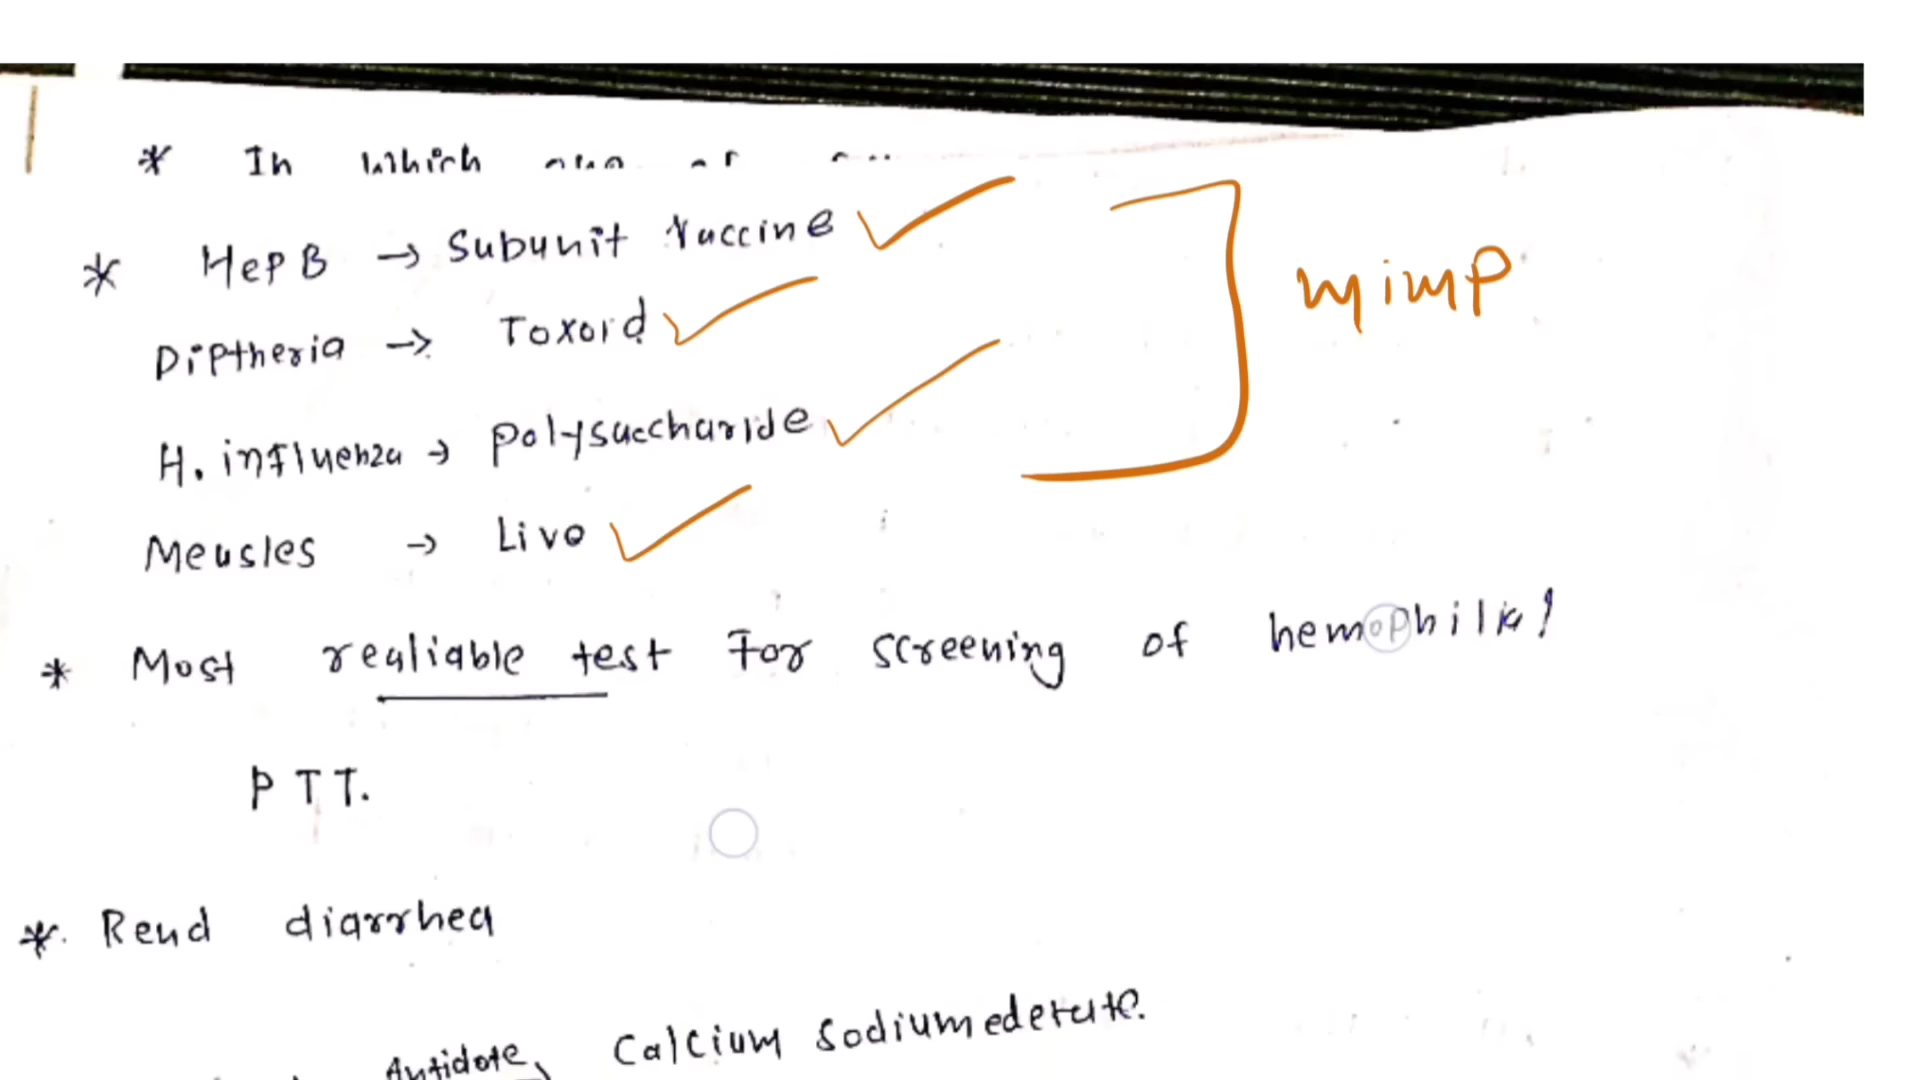 * In which
* Hep B → Subunit Vaccine
Diptheria → Toxoid
H. influenza → polysaccharide
mimp
Measles → Live
* Most realiable test for screening of hemophilia!
PTT.
* Read diarrhea
Antidote → Calcium Sodium edetate.